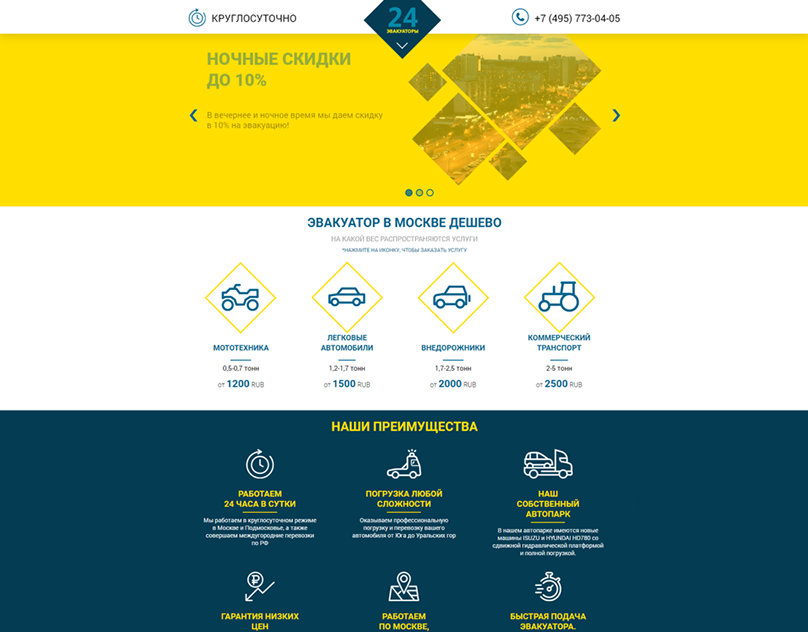 КРУГЛОСУТОЧНО
24
ЭВАКУАТОРЫ
+7 (495) 773-04-05
НОЧНЫЕ СКИДКИ
ДО 10%
В вечернее и ночное время мы даем скидку
в 10% на эвакуацию!
ЭВАКУАТОР В МОСКВЕ ДЕШЕВО
НА КАКОЙ ВЕС РАСПРОСТРАНЯЮТСЯ УСЛУГИ
*НАЖМИТЕ НА ИКОНКУ, ЧТОБЫ ЗАКАЗАТЬ УСЛУГУ
МОТОТЕХНИКА
0,5-0,7 тонн
от 1200 RUB
ЛЕГКОВЫЕ
АВТОМОБИЛИ
1,2-1,7 тонн
от 1500 RUB
ВНЕДОРОЖНИКИ
1,7-2,5 тонн
от 2000 RUB
КОММЕРЧЕСКИЙ
ТРАНСПОРТ
2-5 тонн
от 2500 RUB
НАШИ ПРЕИМУЩЕСТВА
РАБОТАЕМ
24 ЧАСА В СУТКИ
Мы работаем в круглосуточном режиме
в Москве и Подмосковье, а также
совершаем междугородние перевозки
по РФ
ПОГРУЗКА ЛЮБОЙ
СЛОЖНОСТИ
Оказываем профессиональную
погрузку и перевозку вашего
автомобиля от Юга до Уральских гор
НАШ
СОБСТВЕННЫЙ
АВТОПАРК
В нашем автопарке имеются новые
машины ISUZU и HYUNDAI HD780 со
сдвижной гидравлической платформой
и полной погрузкой.
ГАРАНТИЯ НИЗКИХ
ЦЕН
РАБОТАЕМ
ПО МОСКВЕ,
БЫСТРАЯ ПОДАЧА
ЭВАКУАТОРА.